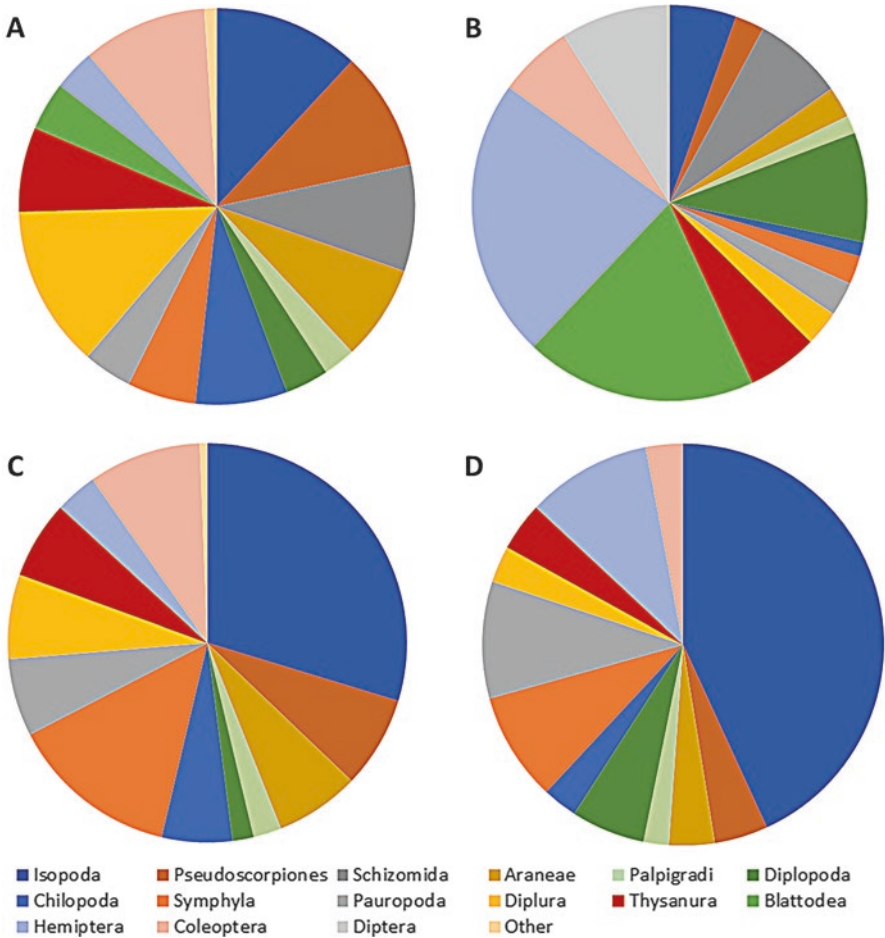 A
B
C
D
Isopoda Pseudoscorpiones Schizomida Araneae Palpigradi Diplopoda
Chilopoda Symphyla Pauropoda Diplura Thysanura Blattodea
Hemiptera Coleoptera Diptera Other